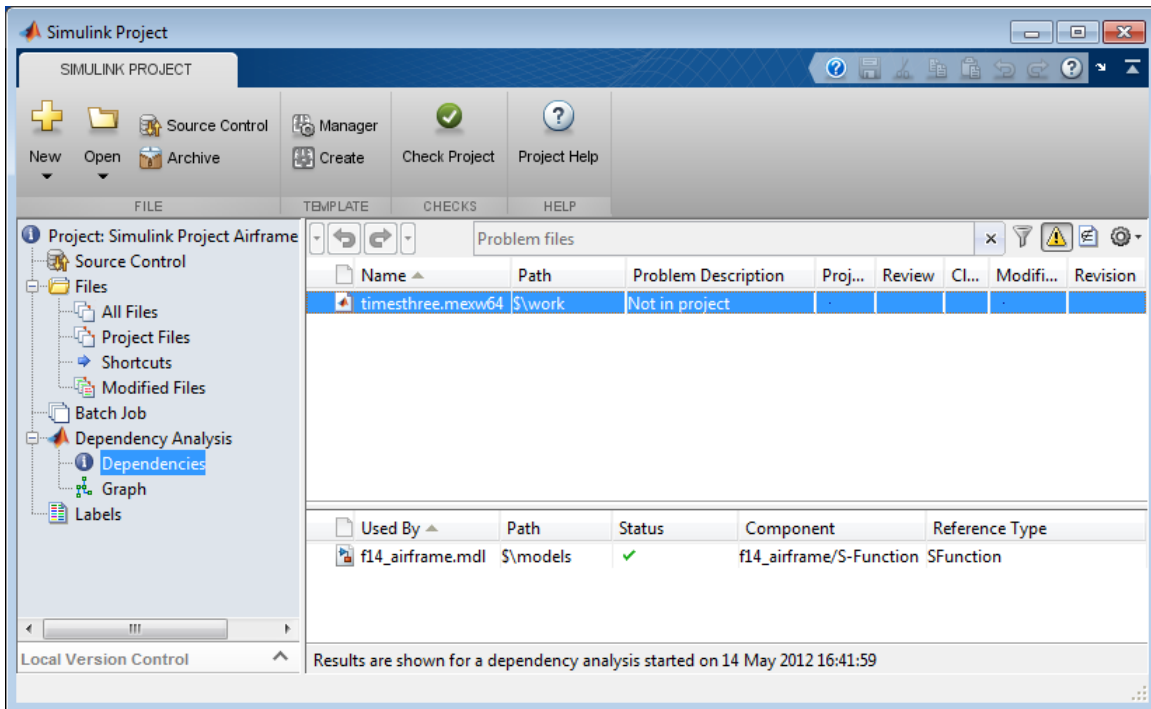 Simulink Project
SIMULINK PROJECT
New
Open
Source Control
Archive
FILE
Manager
Create
TEMPLATE
Check Project
CHECKS
Project Help
HELP
Project: Simulink Project Airframe
Source Control
Files
All Files
Project Files
Shortcuts
Modified Files
Batch Job
Dependency Analysis
Dependencies
Graph
Labels
Local Version Control
Problem files
Name Path Problem Description Proj... Review Cl... Modifi... Revision
timesthree.mexw64 $\work Not in project
Used By Path Status Component Reference Type
f14_airframe.mdl $\models f14_airframe/S-Function SFunction
Results are shown for a dependency analysis started on 14 May 2012 16:41:59